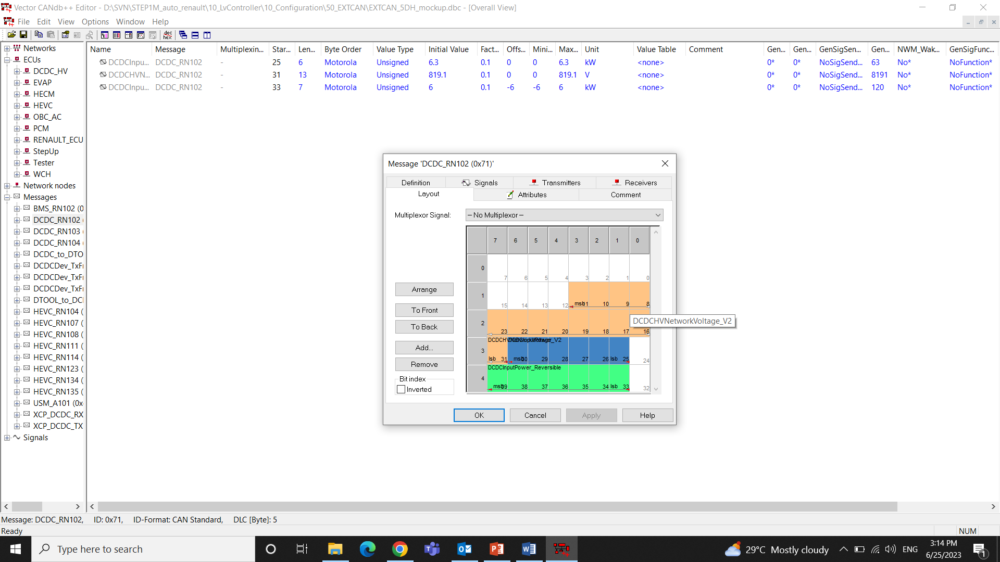 Vector CANdb++ Editor - D:\SVN\STEP1M_auto_renault\10_LvController\10_Configuration\50_EXTCAN\EXTCAN_5DH_mockup.dbc - [Overall View]
File Edit View Options Window Help
dec
hex
Networks
ECUs
DCDC_HV
EVAP
HECM
HEVC
OBC_AC
PCM
RENAULT_ECU
StepUp
Tester
WCH
Network nodes
Messages
BMS_RN102 (0
DCDC_RN102 (
DCDC_RN103 (
DCDC_RN104 (
DCDC_to_DTO
DCDCDev_TxFr
DCDCDev_TxFr
DCDCDev_TxFr
DTOOL_to_DCI
HEVC_RN104 (
HEVC_RN107 (
HEVC_RN108 (
HEVC_RN111 (
HEVC_RN114 (
HEVC_RN123 (
HEVC_RN134 (
HEVC_RN135 (
USM_A101 (0x
XCP_DCDC_RX
XCP_DCDC_TX
Signals
Name Message Multiplexin... Star... Len... Byte Order Value Type Initial Value Fact... Offs... Mini... Max... Unit Value Table Comment Gen... Gen... GenSigSen... Gen... NWM_Wak... GenSigFunc...
DCDCInpu... DCDC_RN102 - 25 6 Motorola Unsigned 6.3 0.1 0 0 6.3 kW <none> 0* 0* NoSigSend... 63 No* NoFunction*
DCDCHVN... DCDC_RN102 - 31 13 Motorola Unsigned 819.1 0.1 0 0 819.1 V <none> 0* 0* NoSigSend... 8191 No* NoFunction*
DCDCInpu... DCDC_RN102 - 33 7 Motorola Unsigned 6 0.1 -6 -6 6 kW <none> 0* 0* NoSigSend... 120 No* NoFunction*
Message 'DCDC_RN102 (0x71)'
Definition Signals Transmitters Receivers
Layout Attributes Comment
Multiplexor Signal: -- No Multiplexor --
7 6 5 4 3 2 1 0
0
7 6 5 4 3 2 1 0
1
15 14 13 12 msb 11 10 9 8
2
23 22 21 20 19 18 17 16
DCDCHVNetworkVoltage_V2
3
lsb 31 msb 30 29 28 27 26 lsb 25 24
DCDCInputPower_Reversible
4
msb 39 38 37 36 35 34 lsb 33 32
Arrange
To Front
To Back
Add...
Remove
Bit index
Inverted
OK Cancel Apply Help
Message: DCDC_RN102, ID: 0x71, ID-Format: CAN Standard, DLC [Byte]: 5
Ready
NUM
Type here to search
29°C Mostly cloudy
ENG
3:14 PM
6/25/2023
1